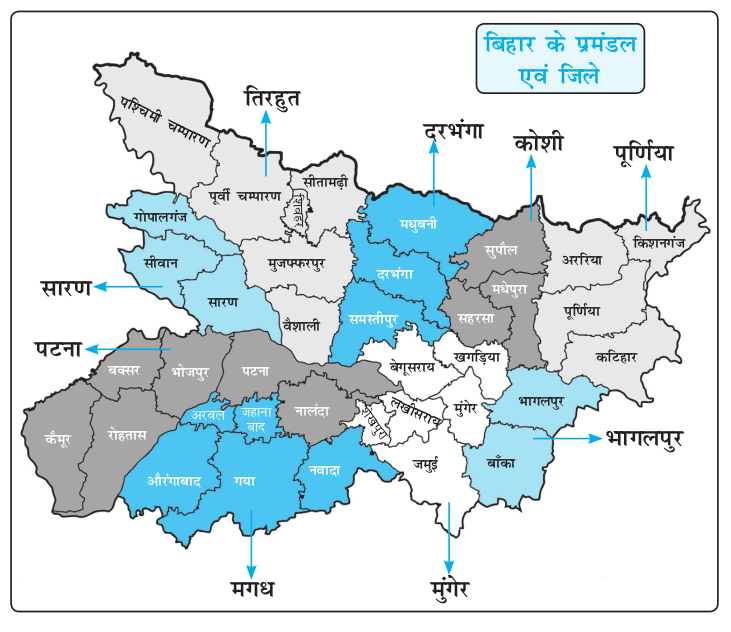 बिहार के प्रमंडल
एवं जिले
तिरहुत
दरभंगा
कोशी
पूर्णिया
पश्चिमी चम्पारण
पूर्वी चम्पारण
शिवहर
सीतामढ़ी
गोपालगंज
मधुबनी
सुपौल
अररिया
किशनगंज
सीवान
मुजफ्फरपुर
दरभंगा
मधेपुरा
सारण
सारण
समस्तीपुर
सहरसा
पूर्णिया
वैशाली
पटना
बक्सर
भोजपुर
पटना
बेगूसराय
खगड़िया
कटिहार
अरवल
जहाना
बाद
नालंदा
शेखपुरा
लखीसराय
मुंगेर
भागलपुर
कैमूर
रोहतास
भागलपुर
औरंगाबाद
गया
नवादा
जमुई
बाँका
मगध
मुंगेर